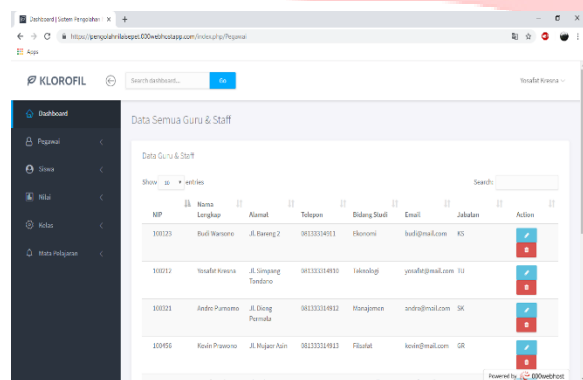 Dashboard | Sistem Pengolahan
https://pengolahnilaisepet.000webhostapp.com/index.php/Pegawai
Apps
KLOROFIL
Search dashboard...
Go
Yosafat Kresna
Dashboard
Pegawai
Siswa
Nilai
Kelas
Mata Pelajaran
Data Semua Guru & Staff
Data Guru & Staff
Show 10 entries
Search:
NIP Nama Lengkap Alamat Telepon Bidang Studi Email Jabatan Action
100123 Budi Warsono JL Bareng 2 Ekonomi budi@mail.com KS
100212 Yosafat Kresna JL Simpang Tondano 081333314910 Teknologi yosafat@mail.com TU
100321 Andre Purnomo JL Dieng Permata 081333314912 Manajemen andre@mail.com SK
100456 Kevin Prawono JL Mujaer Asin 081333314913 Filsafat kevin@mail.com GR
Powered by 000webhost